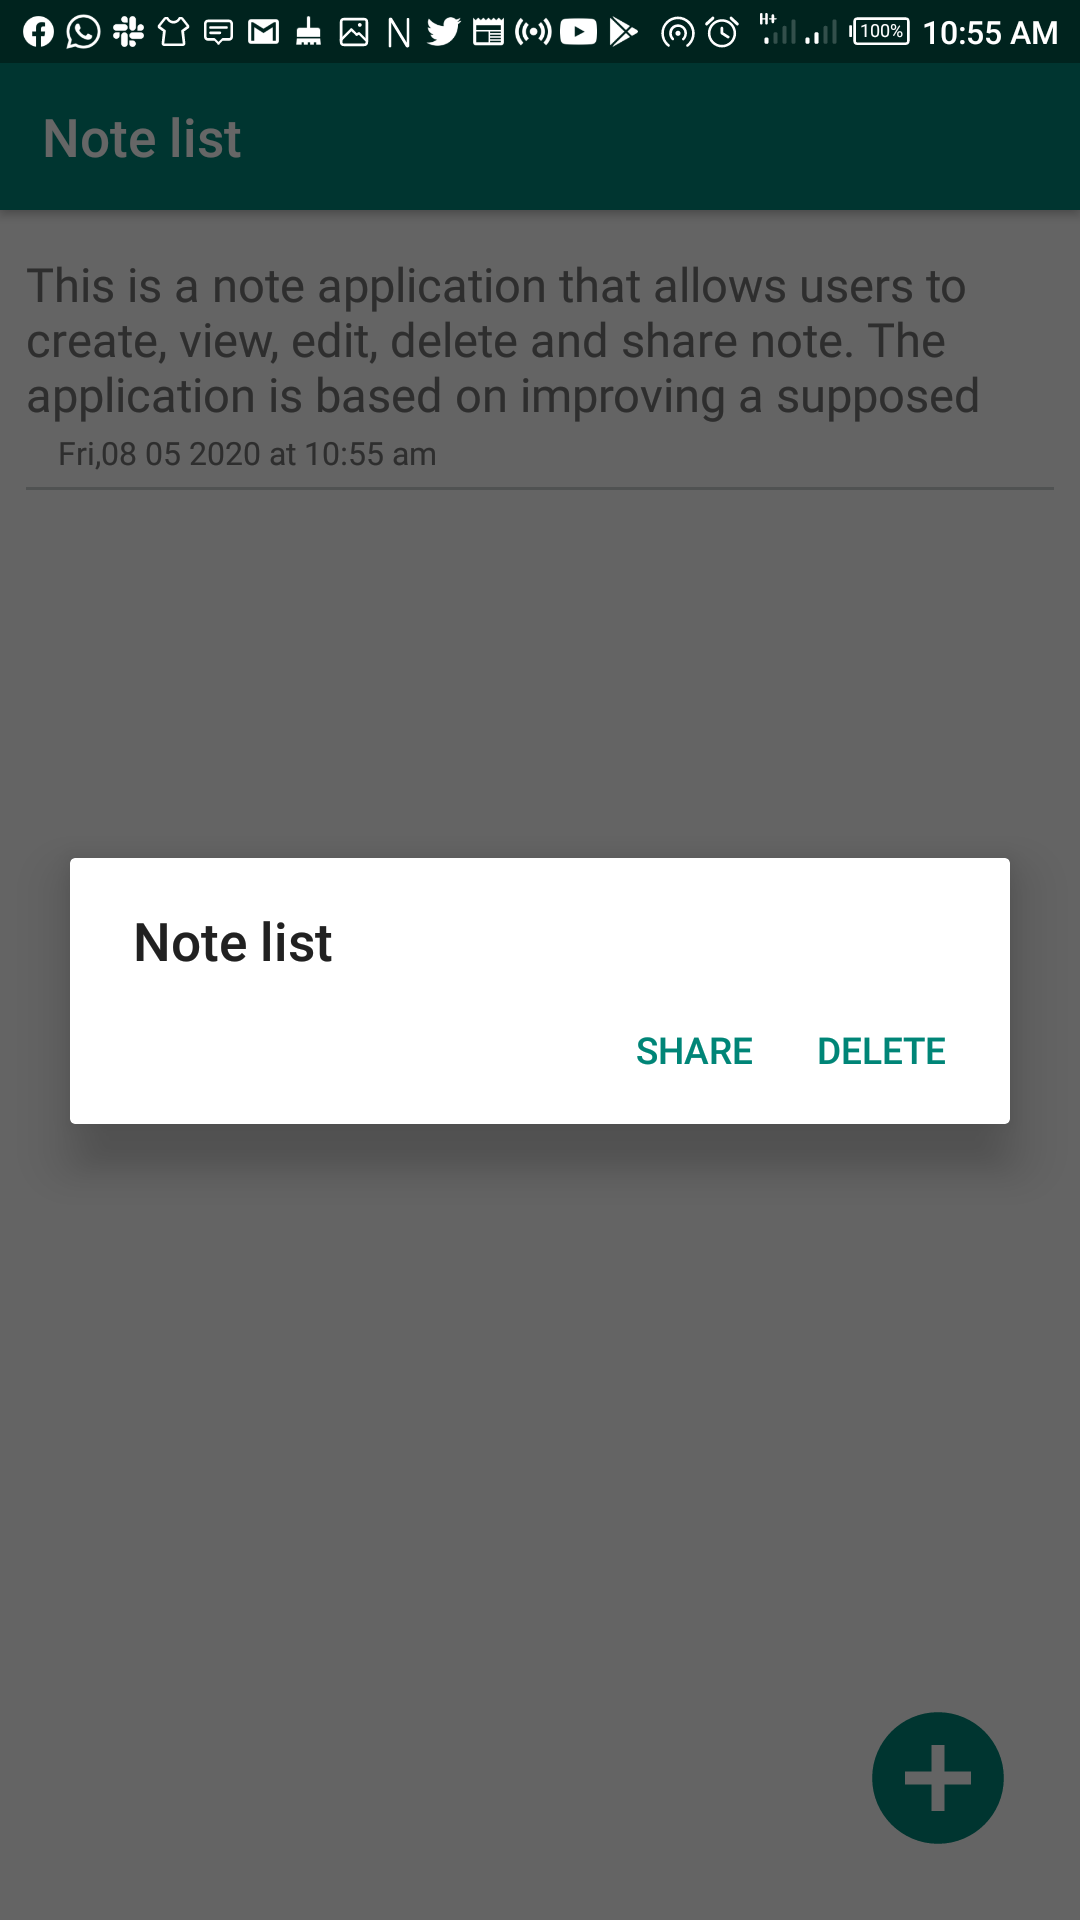 H+ 100% 10:55 AM
Note list
This is a note application that allows users to
create, view, edit, delete and share note. The
application is based on improving a supposed
Fri,08 05 2020 at 10:55 am
Note list
SHARE DELETE